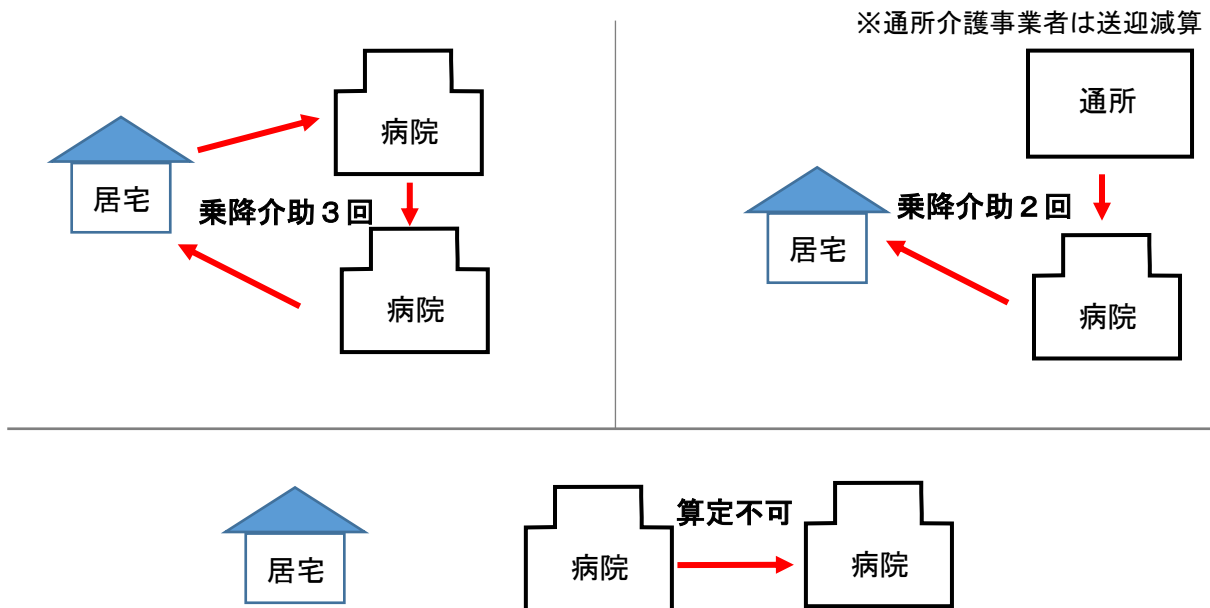 病院
居宅
乗降介助３回
病院
※通所介護事業者は送迎減算
通所
乗降介助２回
居宅
病院
算定不可
居宅
病院
病院